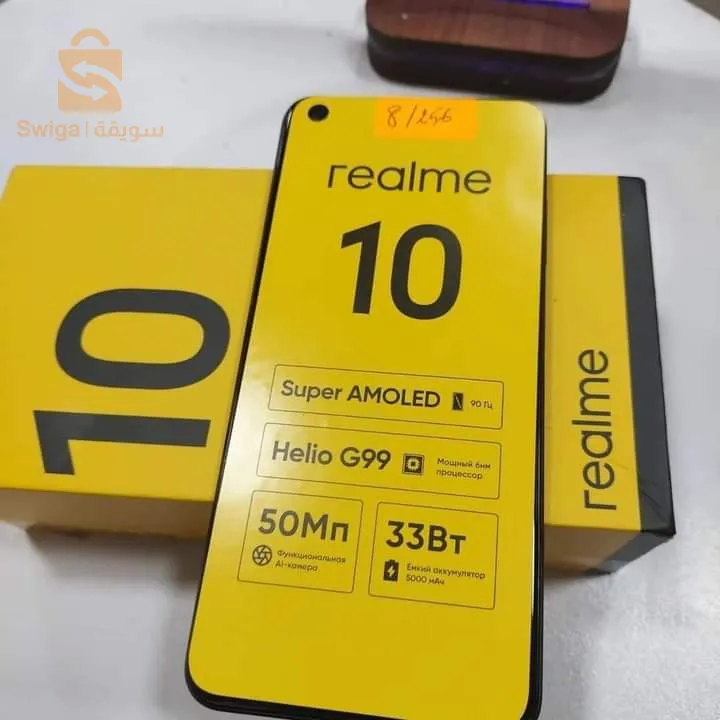 Swiga | سويقة
8/256
realme
10
Super AMOLED 90 Гц
Helio G99 Мощный 6нм
процессор
50Мп
Функциональная
AI-камера
33Вт
Емкий аккумулятор
5000 мАч
10
realme